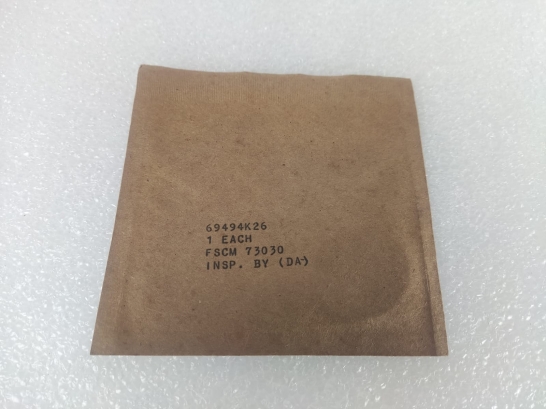 69494K26
1 EACH
FSCM 73030
INSP. BY (DA)